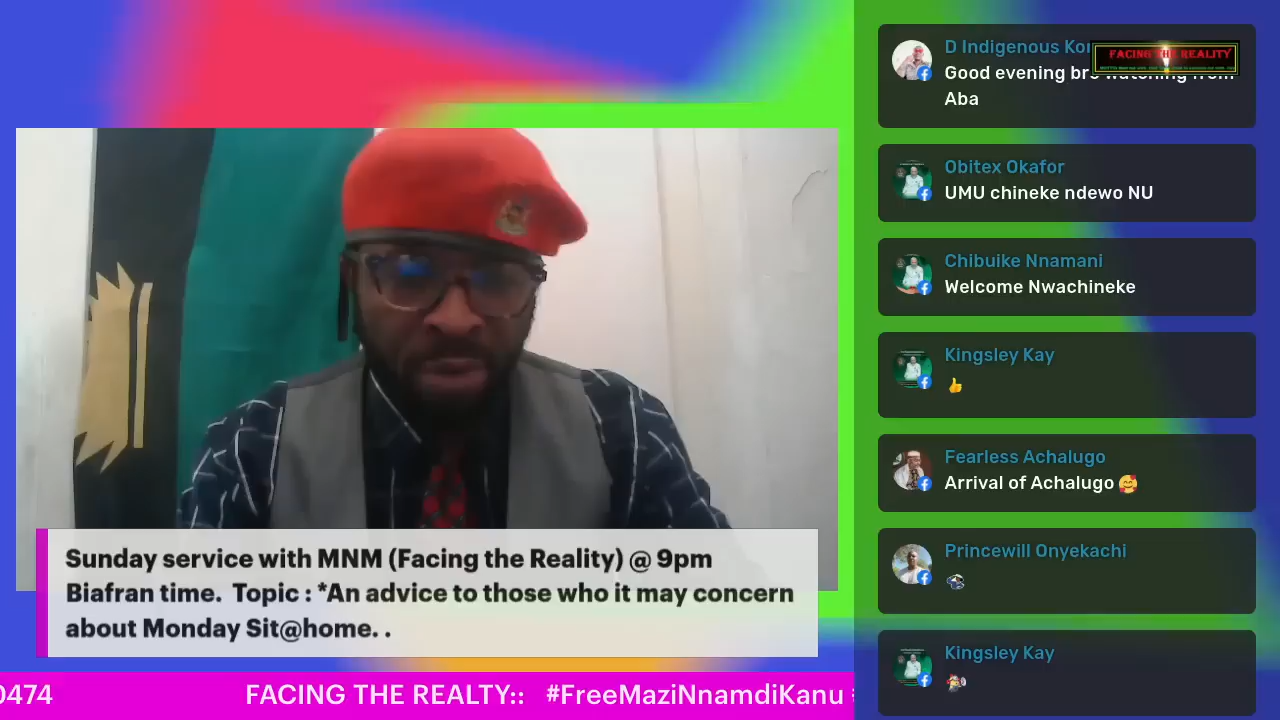 D Indigenous Kor
FACING THE REALITY
Good evening bro watching from
Aba
Obitex Okafor
UMU chineke ndewo NU
Chibuike Nnamani
Welcome Nwachineke
Kingsley Kay
👍
Fearless Achalugo
Arrival of Achalugo 🥰
Princewill Onyekachi
Kingsley Kay
Sunday service with MNM (Facing the Reality) @ 9pm
Biafran time.  Topic : *An advice to those who it may concern
about Monday Sit@home. .
0474 FACING THE REALTY:: #FreeMaziNnamdiKanu